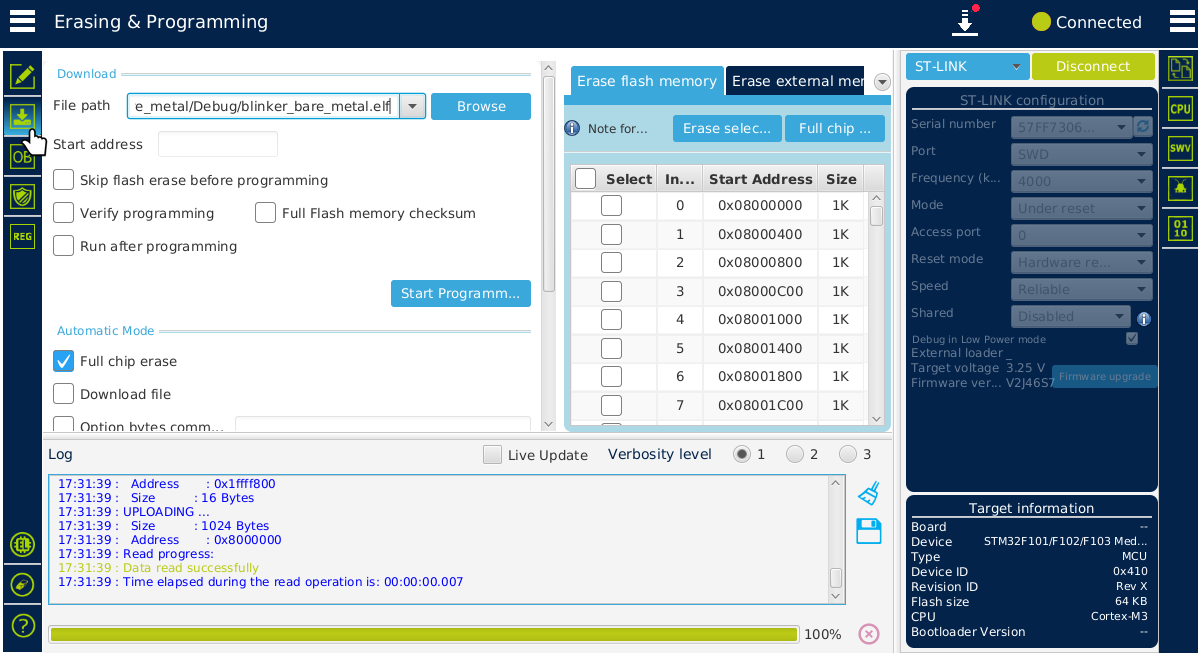 Erasing & Programming
Connected
Download
File path
e_metal/Debug/blinker_bare_metal.elf
Browse
Start address
Skip flash erase before programming
Verify programming
Full Flash memory checksum
Run after programming
Start Programm...
Automatic Mode
Full chip erase
Download file
Option bytes comm...
Erase flash memory
Erase external mer
Note for...
Erase selec...
Full chip ...
Select In... Start Address Size
0 0x08000000 1K
1 0x08000400 1K
2 0x08000800 1K
3 0x08000C00 1K
4 0x08001000 1K
5 0x08001400 1K
6 0x08001800 1K
7 0x08001C00 1K
Log
Live Update
Verbosity level
1
2
3
17:31:39 : Address : 0x1ffff800
17:31:39 : Size : 16 Bytes
17:31:39 : UPLOADING ...
17:31:39 : Size : 1024 Bytes
17:31:39 : Address : 0x8000000
17:31:39 : Read progress:
17:31:39 : Data read successfully
17:31:39 : Time elapsed during the read operation is: 00:00:00.007
100%
ST-LINK
Disconnect
ST-LINK configuration
Serial number 57FF7306...
Port SWD
Frequency (k... 4000
Mode Under reset
Access port 0
Reset mode Hardware re...
Speed Reliable
Shared Disabled
Debug in Low Power mode
External loader _
Target voltage 3.25 V
Firmware ver... V2J46S7
Firmware upgrade
Target information
Board --
Device STM32F101/F102/F103 Med...
Type MCU
Device ID 0x410
Revision ID Rev X
Flash size 64 KB
CPU Cortex-M3
Bootloader Version --
OB
REG
EL
?
CPU
SWV
01
10